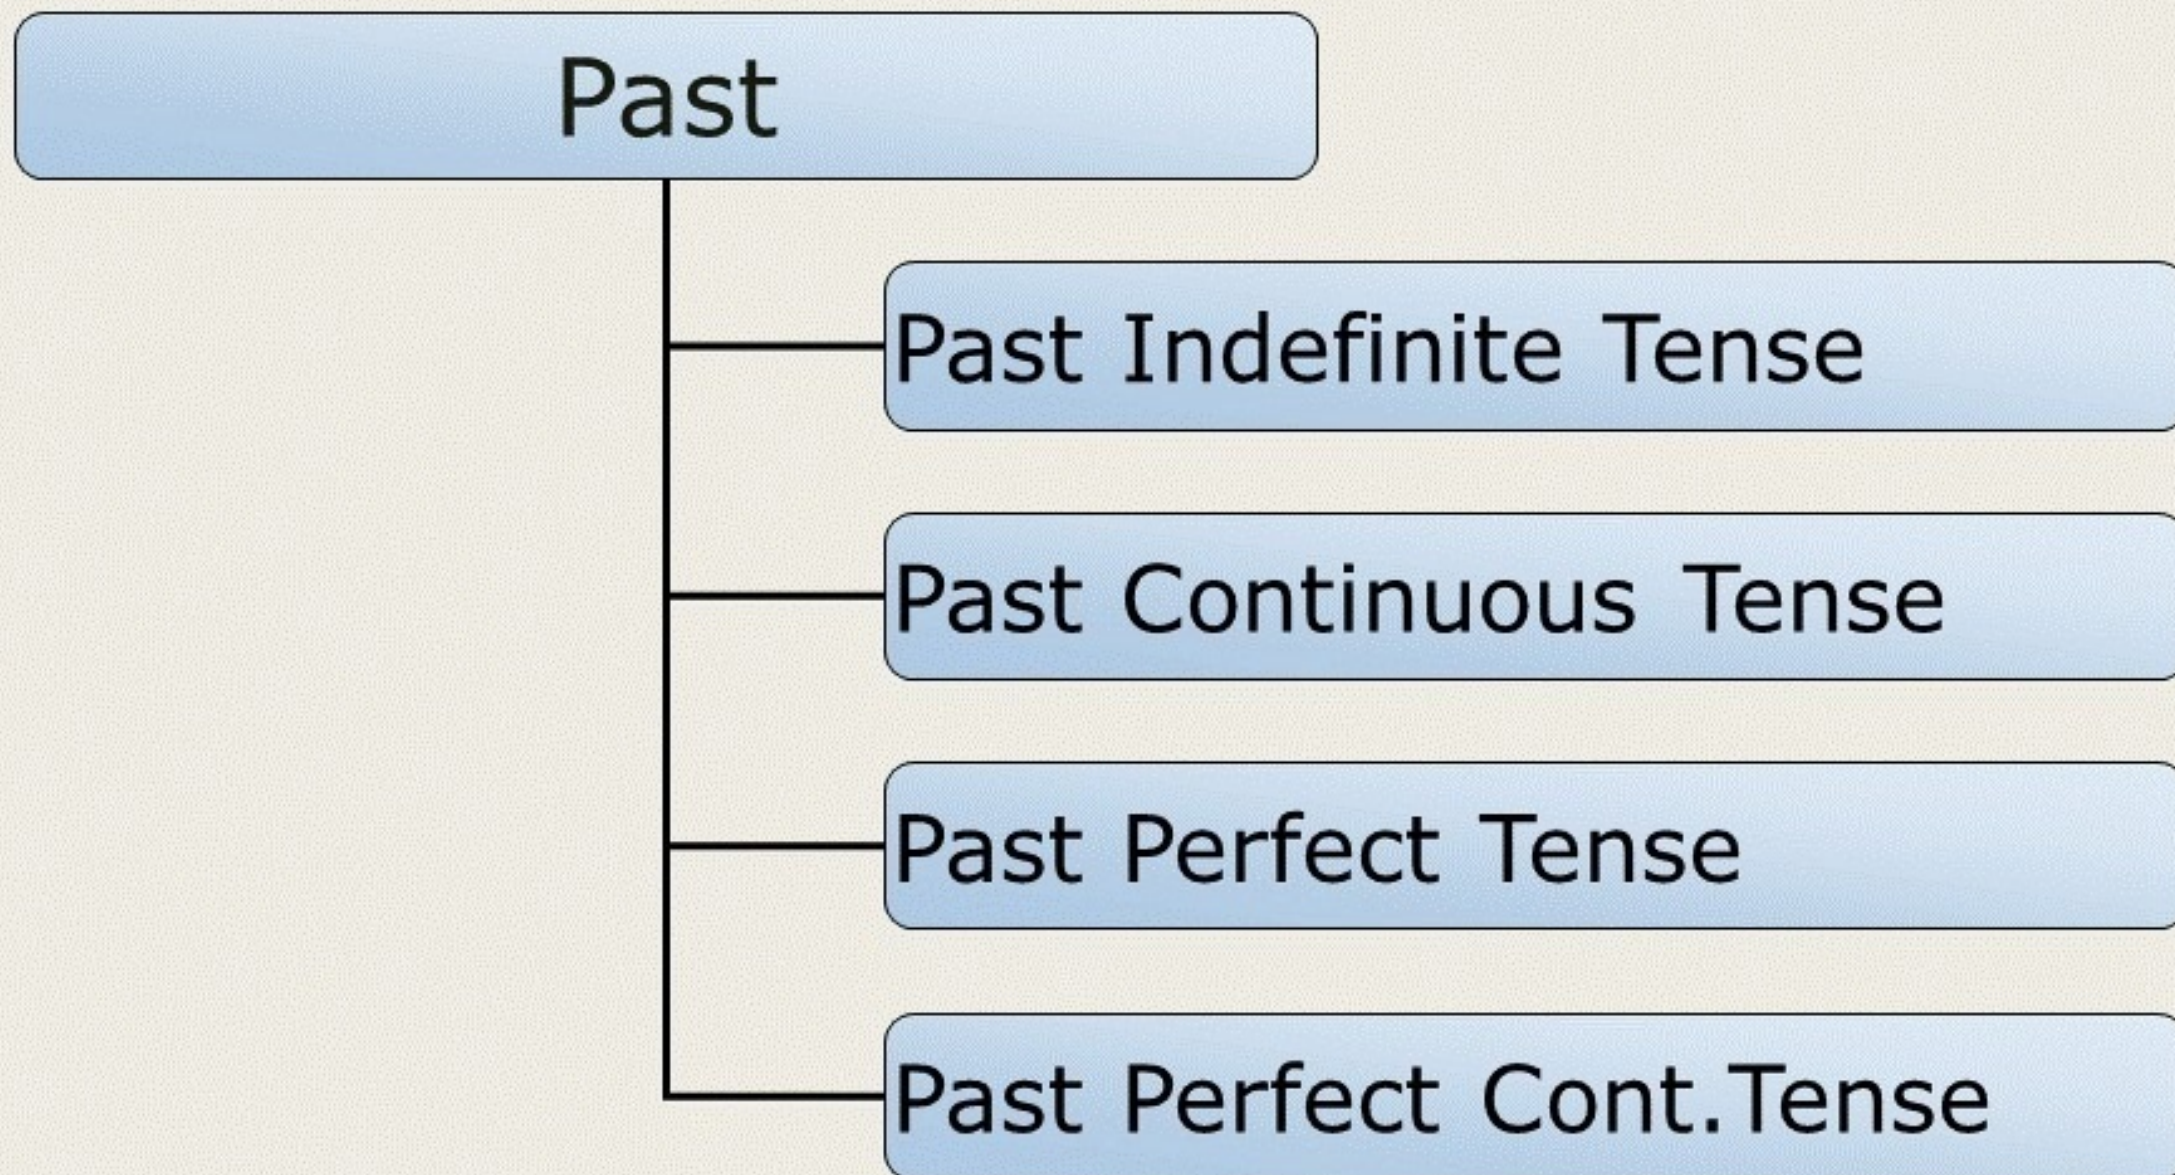 Past
Past Indefinite Tense
Past Continuous Tense
Past Perfect Tense
Past Perfect Cont.Tense